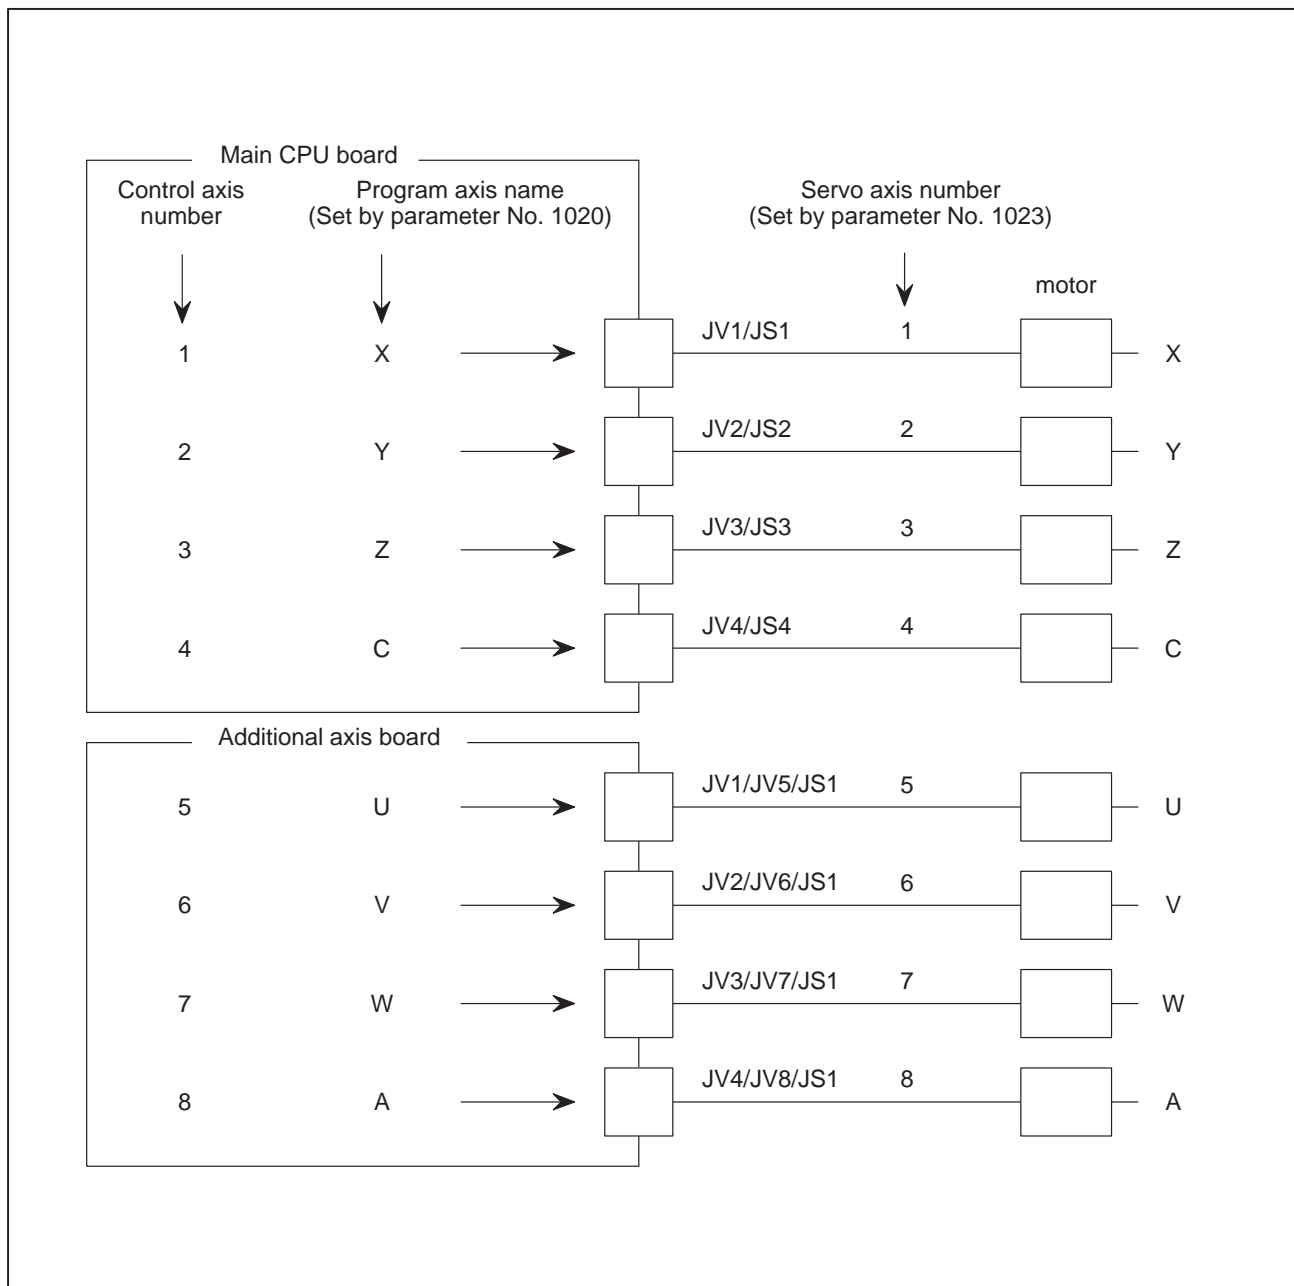 Main CPU board
Control axis number
Program axis name (Set by parameter No. 1020)
Servo axis number (Set by parameter No. 1023)
motor
1 X JV1/JS1 1 X
2 Y JV2/JS2 2 Y
3 Z JV3/JS3 3 Z
4 C JV4/JS4 4 C
Additional axis board
5 U JV1/JV5/JS1 5 U
6 V JV2/JV6/JS1 6 V
7 W JV3/JV7/JS1 7 W
8 A JV4/JV8/JS1 8 A